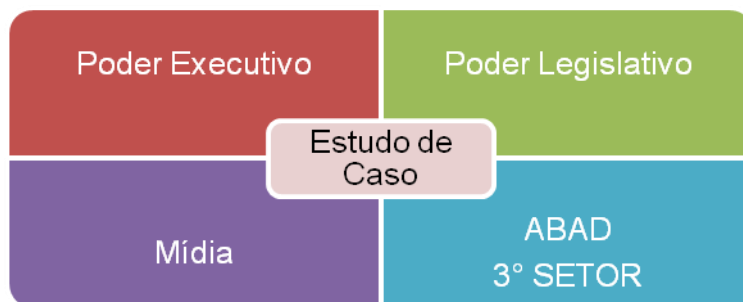 Poder Executivo
Poder Legislativo
Estudo de
Caso
Mídia
ABAD
3° SETOR